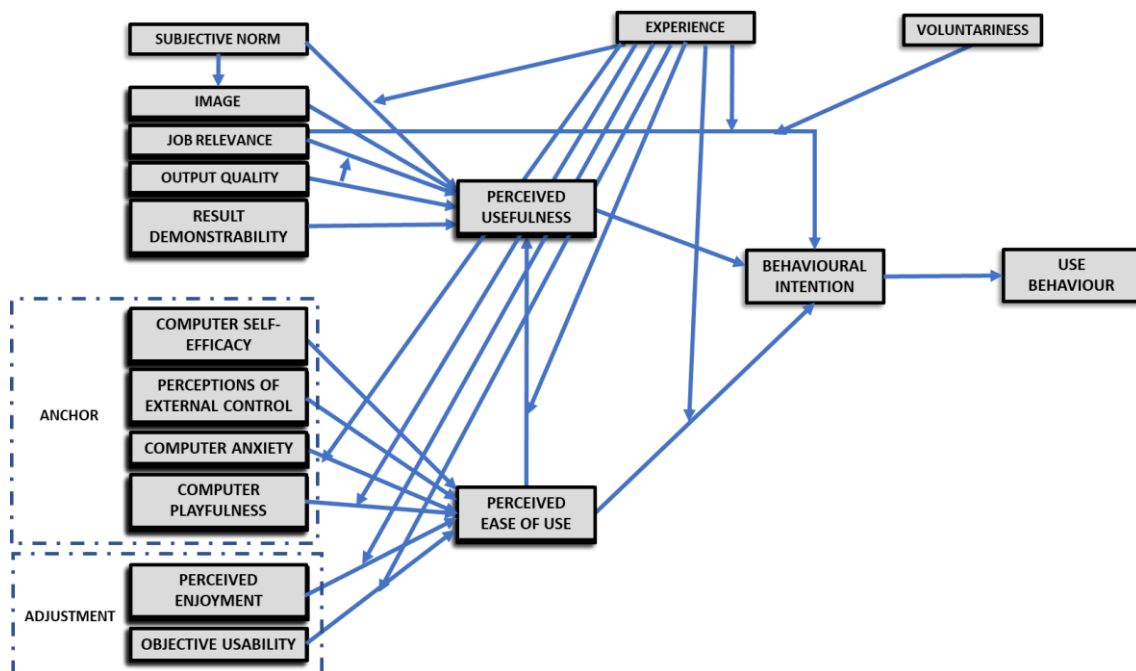 SUBJECTIVE NORM
EXPERIENCE
VOLUNTARINESS
IMAGE
JOB RELEVANCE
OUTPUT QUALITY
RESULT
DEMONSTRABILITY
PERCEIVED
USEFULNESS
BEHAVIOURAL
INTENTION
USE
BEHAVIOUR
ANCHOR
COMPUTER SELF-
EFFICACY
PERCEPTIONS OF
EXTERNAL CONTROL
COMPUTER ANXIETY
COMPUTER
PLAYFULNESS
PERCEIVED
EASE OF USE
ADJUSTMENT
PERCEIVED
ENJOYMENT
OBJECTIVE USABILITY